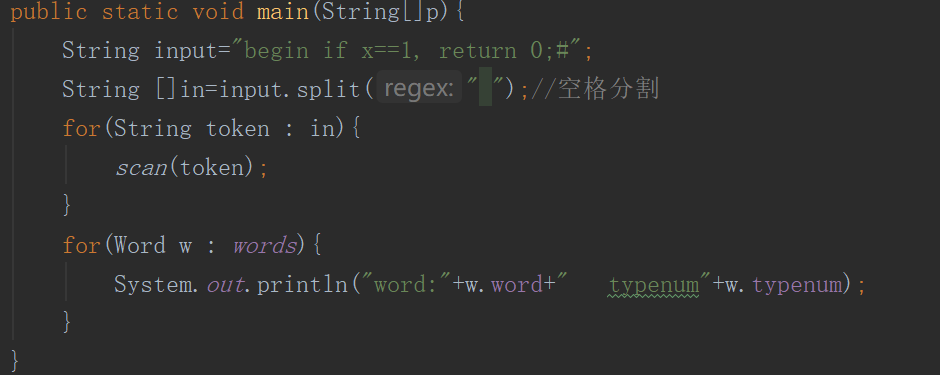 public static void main(String[]p){
String input="begin if x==1, return 0;#";
String []in=input.split( regex: " ");//空格分割
for(String token : in){
scan(token);
}
for(Word w : words){
System.out.println("word:"+w.word+"   typenum"+w.typenum);
}
}